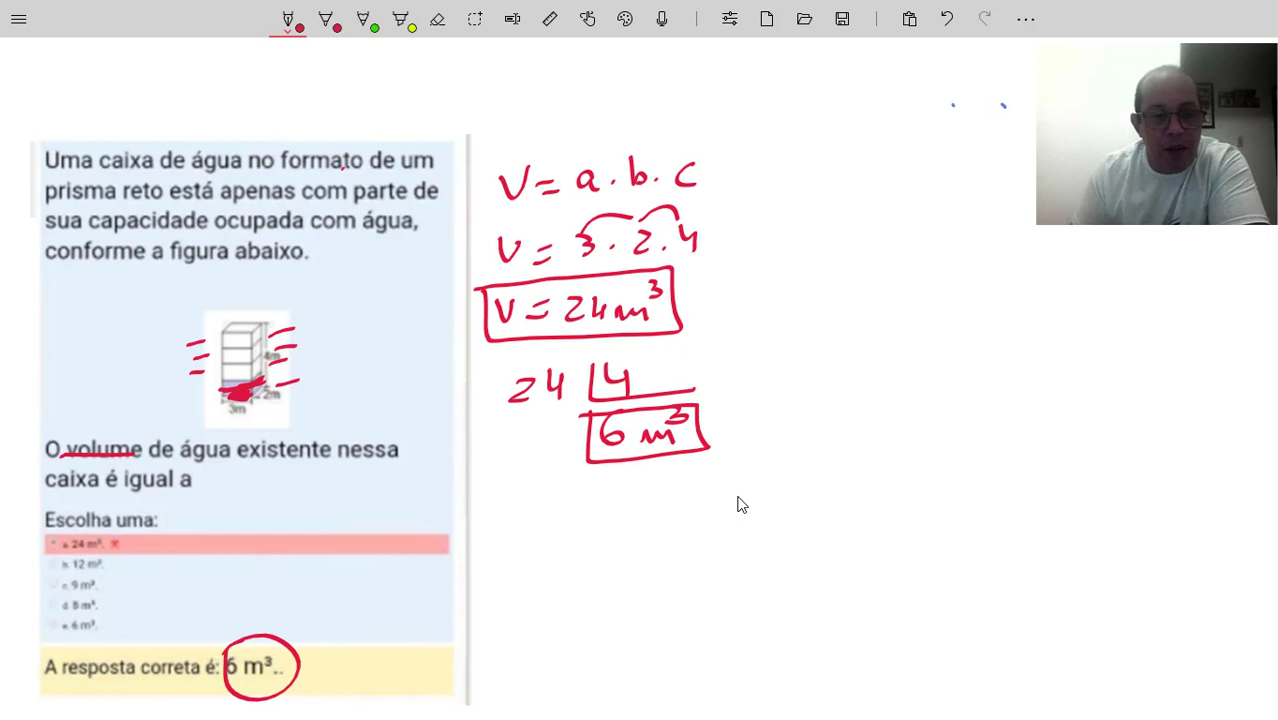 Uma caixa de água no formato de um
prisma reto está apenas com parte de
sua capacidade ocupada com água,
conforme a figura abaixo.
4m
2m
3m
O volume de água existente nessa
caixa é igual a
Escolha uma:
a. 24 m³.
b. 12 m³.
c. 9 m³.
d. 8 m³.
e. 6 m³.
A resposta correta é: 6 m³..
V = a . b . c
V = 3 . 2 . 4
V = 24 m³
24 4
6 m³